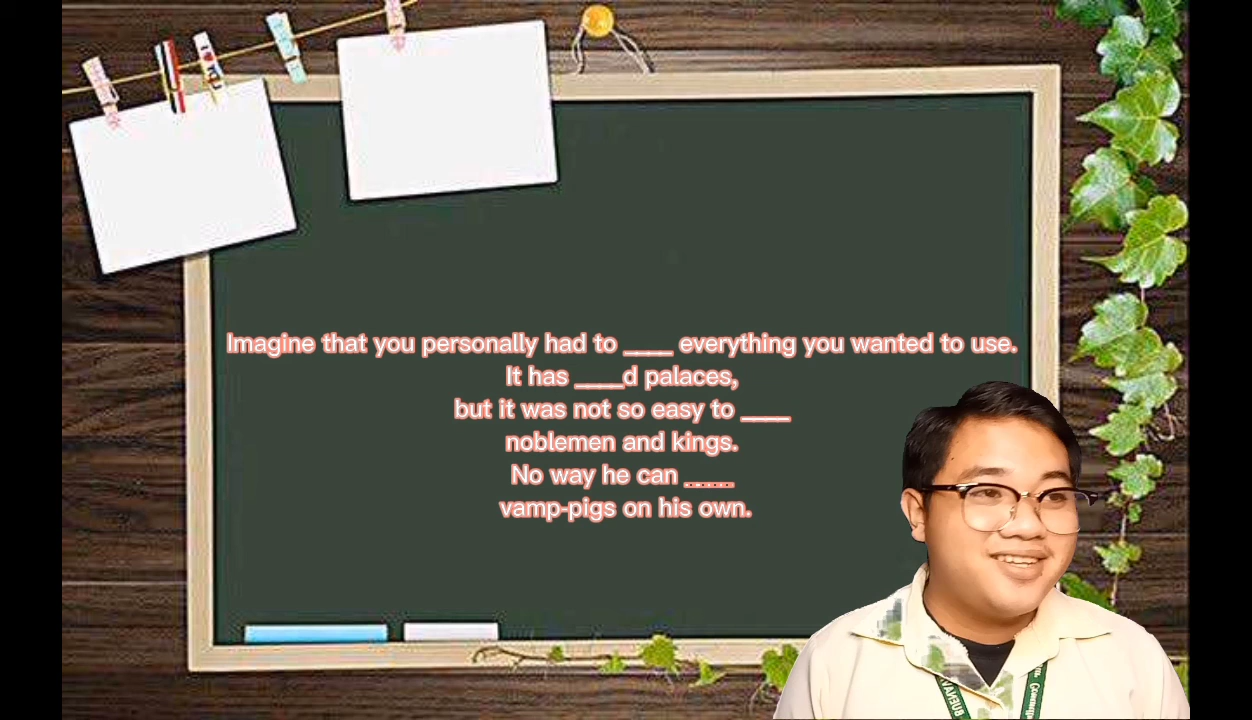 Imagine that you personally had to ____ everything you wanted to use.
It has ____d palaces,
but it was not so easy to ____
noblemen and kings.
No way he can ____
vamp-pigs on his own.